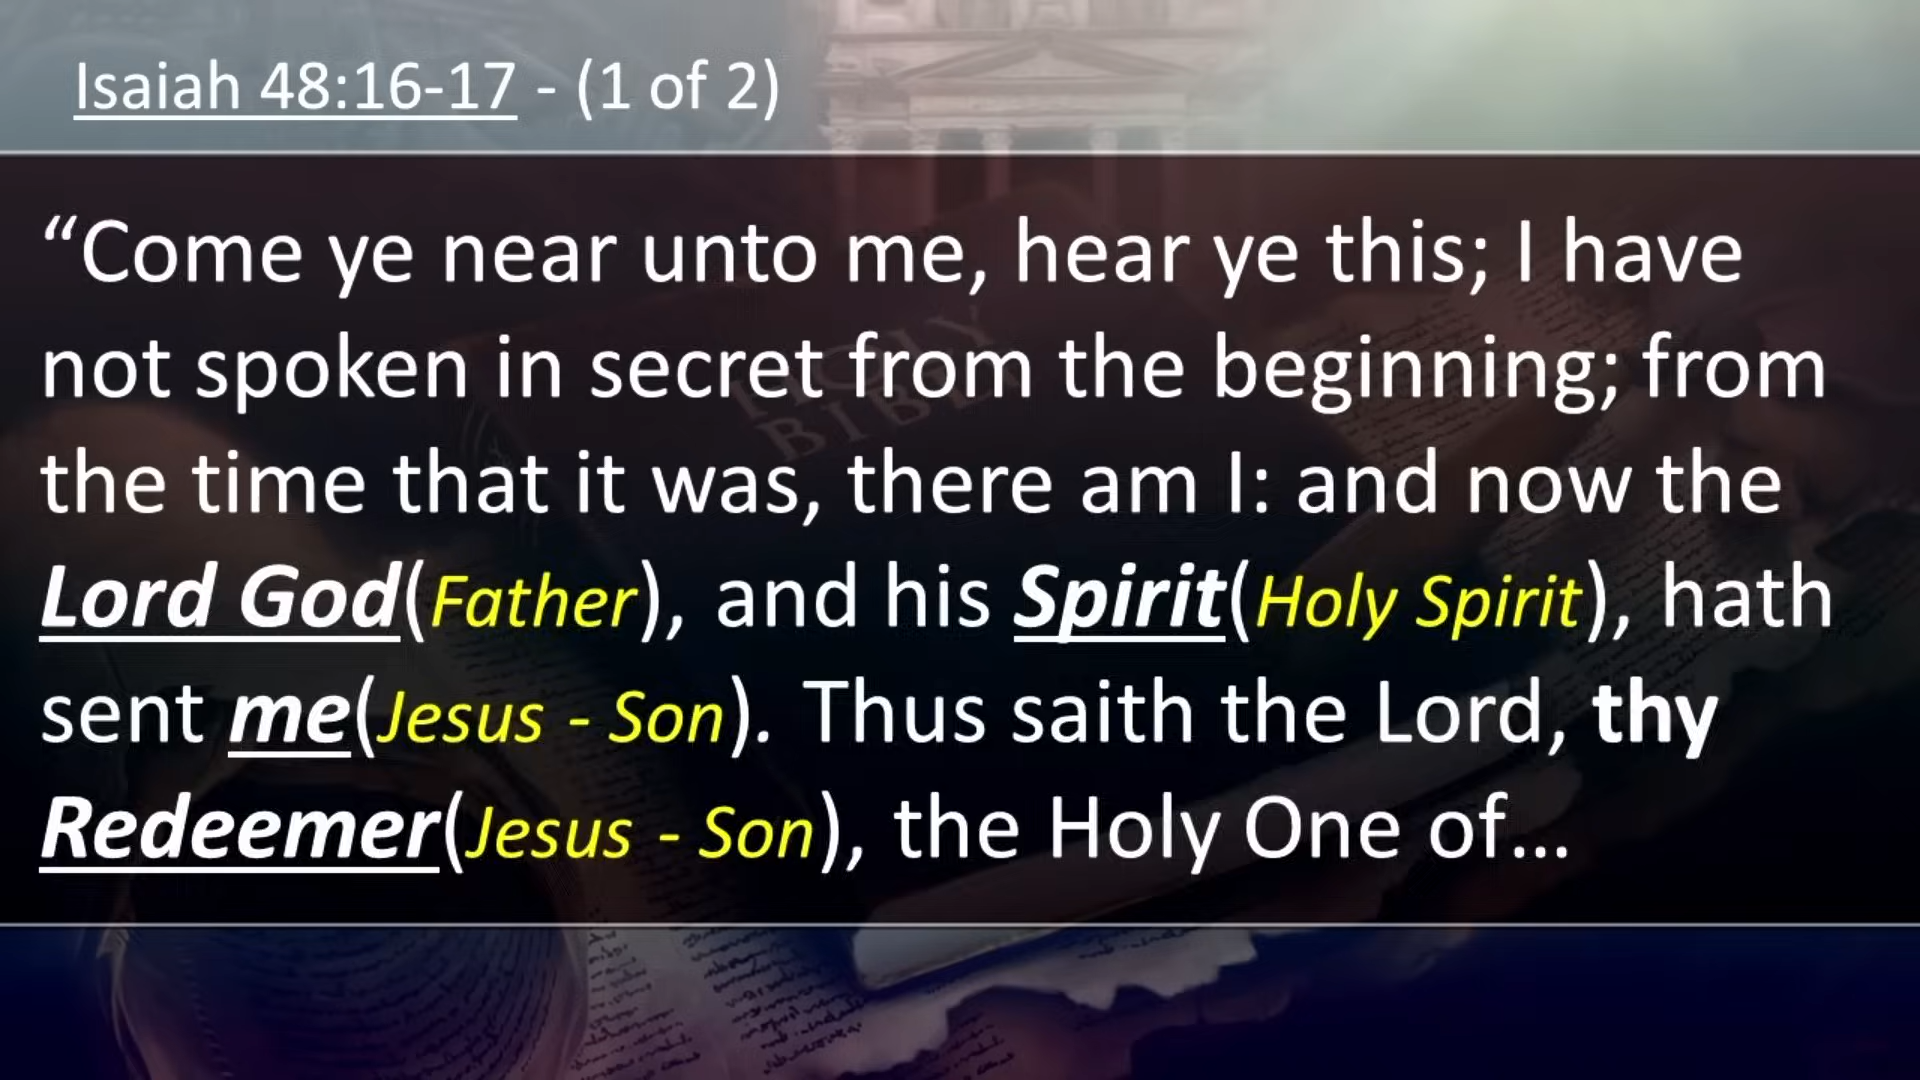 Isaiah 48:16-17 - (1 of 2)
“Come ye near unto me, hear ye this; I have
not spoken in secret from the beginning; from
the time that it was, there am I: and now the
Lord God(Father), and his Spirit(Holy Spirit), hath
sent me(Jesus - Son). Thus saith the Lord, thy
Redeemer(Jesus - Son), the Holy One of...
HOLY
BIBLE